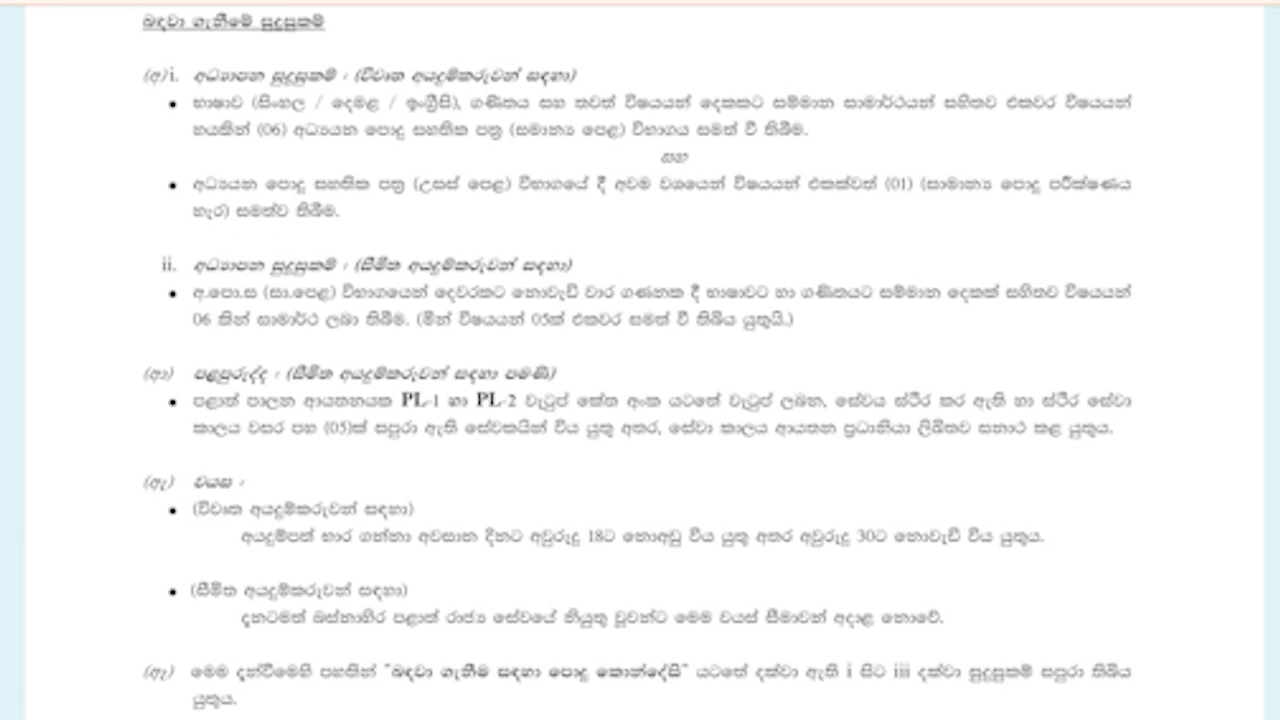 බඳවා ගැනීමේ සුදුසුකම්
(අ) i. අධ්‍යාපන සුදුසුකම් : (විවෘත අයදුම්කරුවන් සඳහා)
• භාෂාව (සිංහල / දෙමළ / ඉංග්‍රීසි), ගණිතය සහ තවත් විෂයයන් දෙකකට සම්මාන සාමාර්ථයන් සහිතව එකවර විෂයයන්
හයකින් (06) අධ්‍යයන පොදු සහතික පත්‍ර (සමාන්‍ය පෙළ) විභාගය සමත් වී තිබීම.
සහ
• අධ්‍යයන පොදු සහතික පත්‍ර (උසස් පෙළ) විභාගයේ දී අවම වශයෙන් විෂයයන් එකක්වත් (01) (සාමාන්‍ය පොදු පරීක්ෂණය
හැර) සමත්ව තිබීම.
ii. අධ්‍යාපන සුදුසුකම් : (සීමිත අයදුම්කරුවන් සඳහා)
• අ.පො.ස (සා.පෙළ) විභාගයෙන් දෙවරකට නොවැඩි වාර ගණනක දී භාෂාවට හා ගණිතයට සම්මාන දෙකක් සහිතව විෂයයන්
06 කින් සාමාර්ථ ලබා තිබීම. (මින් විෂයයන් 05ක් එකවර සමත් වී තිබිය යුතුයි.)
(ආ) පළපුරුද්ද : (සීමිත අයදුම්කරුවන් සඳහා පමණි)
• පළාත් පාලන ආයතනයක PL-1 හා PL-2 වැටුප් කේත අංක යටතේ වැටුප් ලබන, සේවය ස්ථිර කර ඇති හා ස්ථිර සේවා
කාලය වසර පහ (05)ක් සපුරා ඇති සේවකයින් විය යුතු අතර, සේවා කාලය ආයතන ප්‍රධානියා ලිඛිතව සනාථ කළ යුතුය.
(ඇ) වයස :
• (විවෘත අයදුම්කරුවන් සඳහා)
අයදුම්පත් භාර ගන්නා අවසාන දිනට අවුරුදු 18ට නොඅඩු විය යුතු අතර අවුරුදු 30ට නොවැඩි විය යුතුය.
• (සීමිත අයදුම්කරුවන් සඳහා)
දැනටමත් බස්නාහිර පළාත් රාජ්‍ය සේවයේ නියුතු වූවන්ට මෙම වයස් සීමාවන් අදාළ නොවේ.
(ඈ) මෙම දැන්වීමෙහි පහතින් "බඳවා ගැනීම සඳහා පොදු කොන්දේසි" යටතේ දක්වා ඇති i සිට iii දක්වා සුදුසුකම් සපුරා තිබිය
යුතුය.